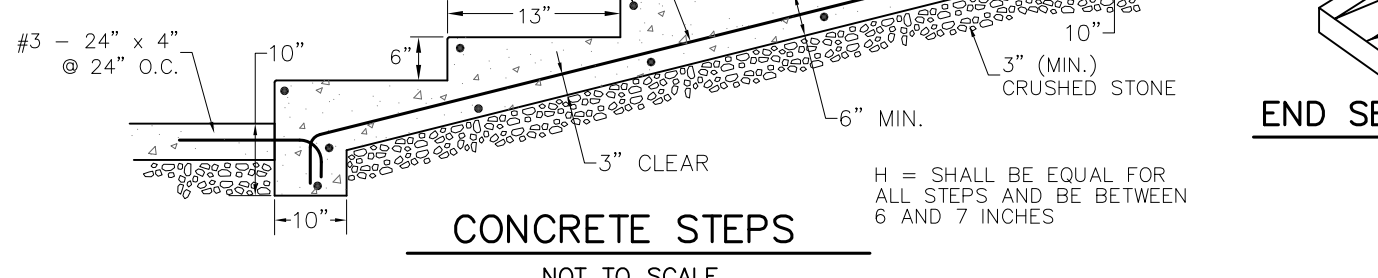 13"
#3 – 24" x 4"
@ 24" O.C.
10"
6"
10"
3" (MIN.)
CRUSHED STONE
6" MIN.
3" CLEAR
H = SHALL BE EQUAL FOR
ALL STEPS AND BE BETWEEN
6 AND 7 INCHES
10"
CONCRETE STEPS
NOT TO SCALE
END SE